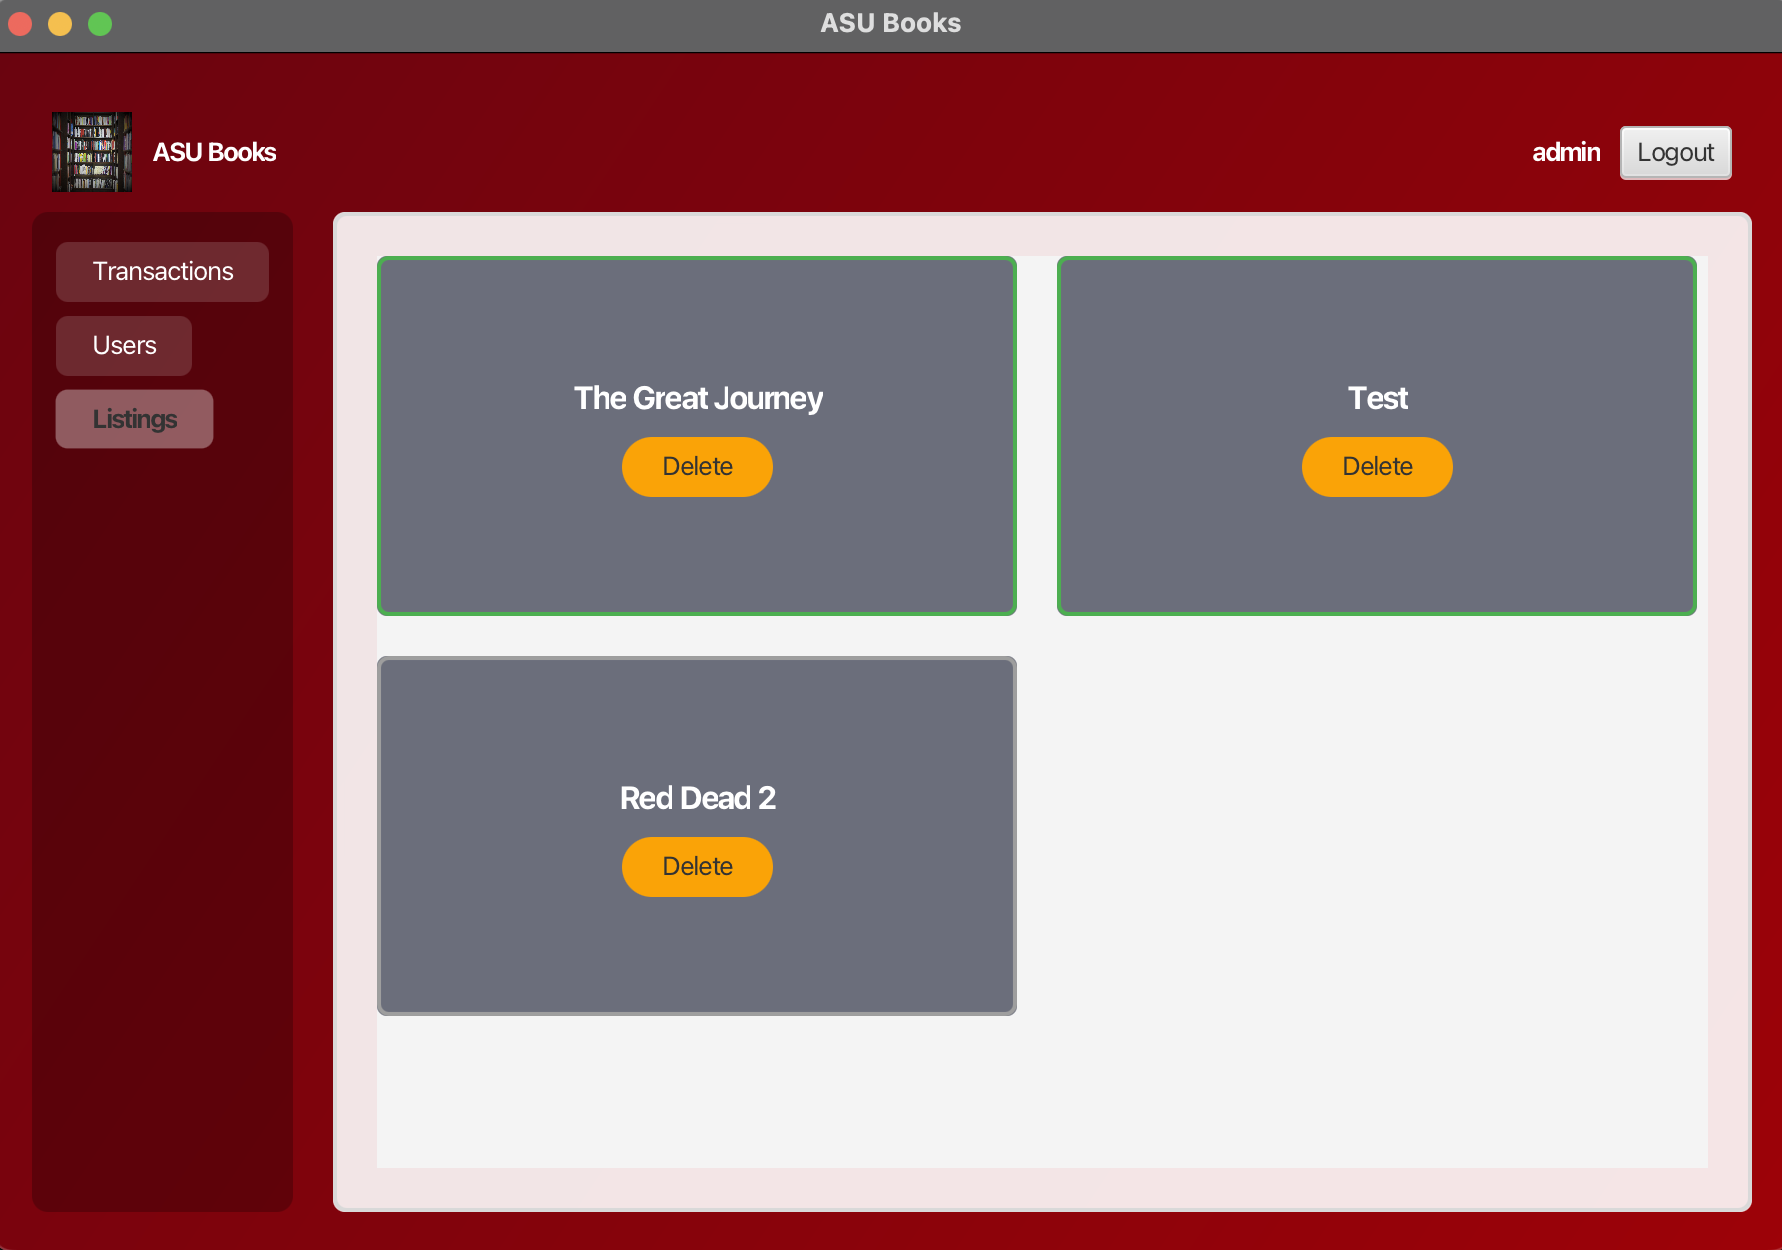 ASU Books
ASU Books
admin
Logout
Transactions
Users
Listings
The Great Journey
Delete
Test
Delete
Red Dead 2
Delete